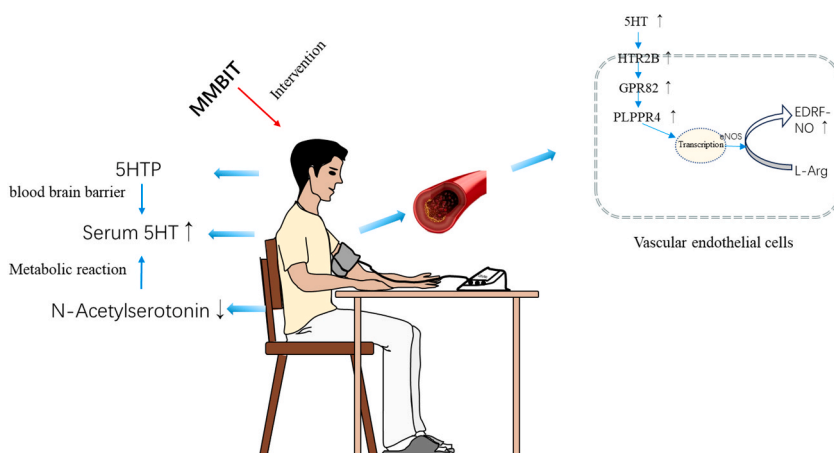 MMBIT
Intervention
5HTP
blood brain barrier
Serum 5HT ↑
Metabolic reaction
N-Acetylserotonin ↓
5HT ↑
HTR2B ↑
GPR82 ↑
PLPPR4 ↑
Transcription
eNOS
EDRF-
NO ↑
L-Arg
Vascular endothelial cells